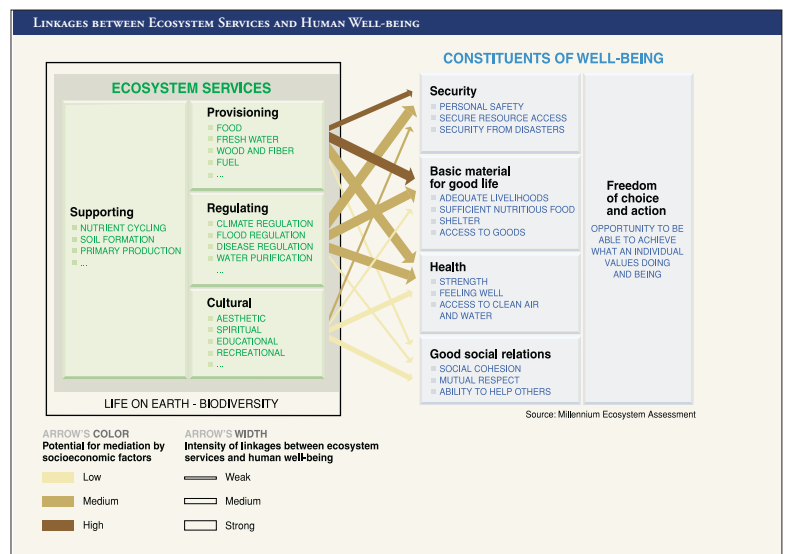 LINKAGES BETWEEN ECOSYSTEM SERVICES AND HUMAN WELL-BEING
CONSTITUENTS OF WELL-BEING
ECOSYSTEM SERVICES
Supporting
NUTRIENT CYCLING
SOIL FORMATION
PRIMARY PRODUCTION
...
Provisioning
FOOD
FRESH WATER
WOOD AND FIBER
FUEL
...
Regulating
CLIMATE REGULATION
FLOOD REGULATION
DISEASE REGULATION
WATER PURIFICATION
...
Cultural
AESTHETIC
SPIRITUAL
EDUCATIONAL
RECREATIONAL
...
LIFE ON EARTH - BIODIVERSITY
Security
PERSONAL SAFETY
SECURE RESOURCE ACCESS
SECURITY FROM DISASTERS
Basic material
for good life
ADEQUATE LIVELIHOODS
SUFFICIENT NUTRITIOUS FOOD
SHELTER
ACCESS TO GOODS
Health
STRENGTH
FEELING WELL
ACCESS TO CLEAN AIR
AND WATER
Good social relations
SOCIAL COHESION
MUTUAL RESPECT
ABILITY TO HELP OTHERS
Freedom
of choice
and action
OPPORTUNITY TO BE
ABLE TO ACHIEVE
WHAT AN INDIVIDUAL
VALUES DOING
AND BEING
Source: Millennium Ecosystem Assessment
ARROW'S COLOR
Potential for mediation by
socioeconomic factors
Low
Medium
High
ARROW'S WIDTH
Intensity of linkages between ecosystem
services and human well-being
Weak
Medium
Strong